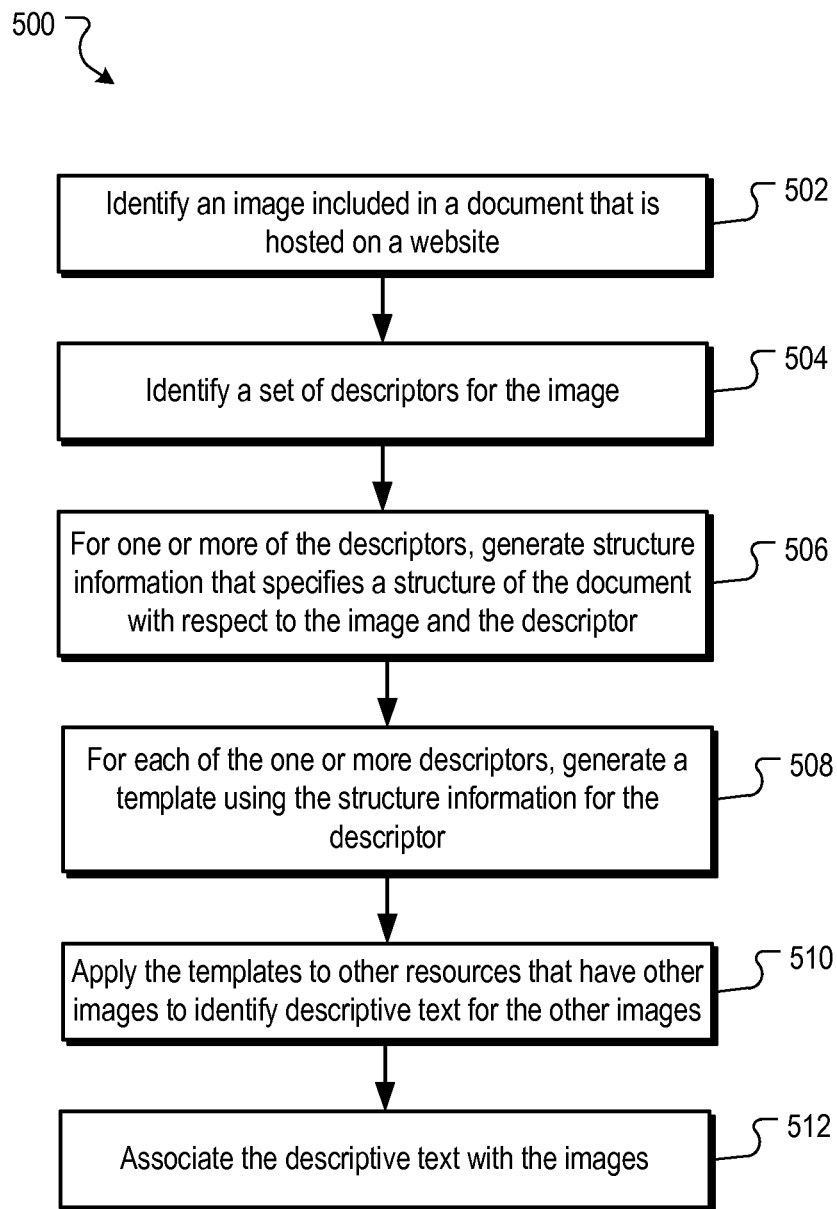 500
Identify an image included in a document that is
hosted on a website
502
Identify a set of descriptors for the image
504
For one or more of the descriptors, generate structure
information that specifies a structure of the document
with respect to the image and the descriptor
506
For each of the one or more descriptors, generate a
template using the structure information for the
descriptor
508
Apply the templates to other resources that have other
images to identify descriptive text for the other images
510
Associate the descriptive text with the images
512